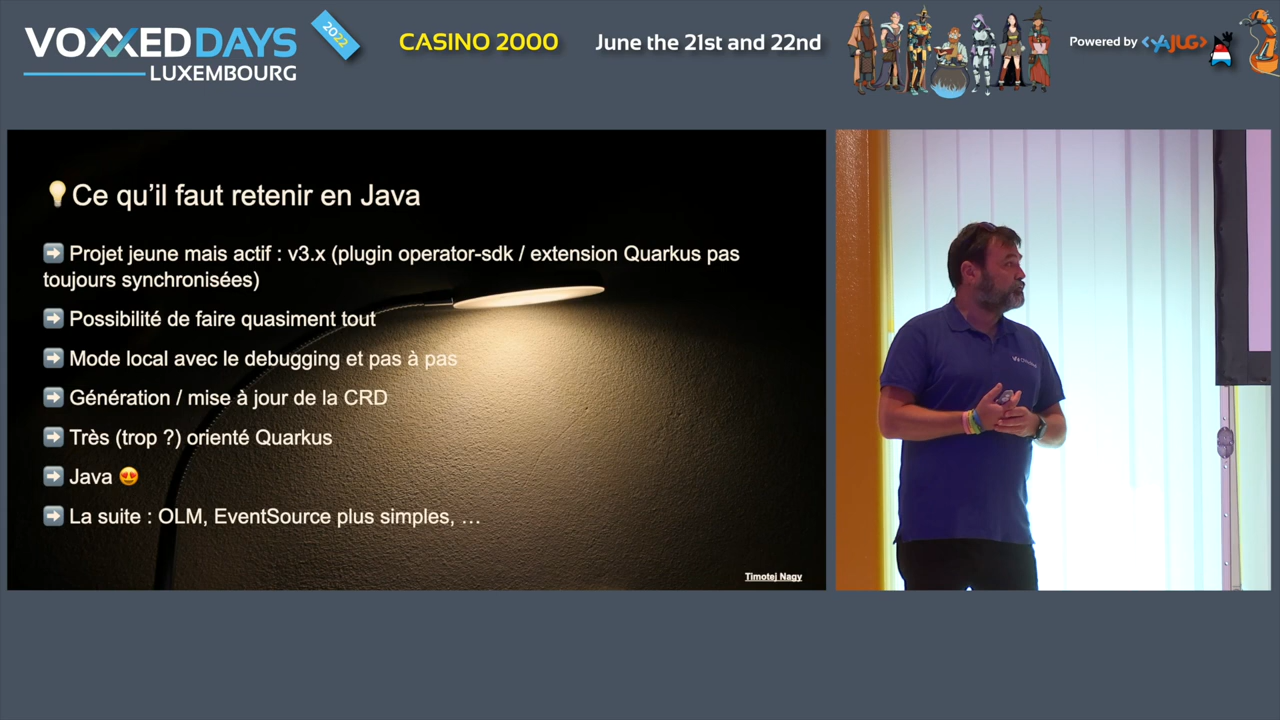 VOXXED DAYS
LUXEMBOURG
2022
CASINO 2000
June the 21st and 22nd
Powered by <YAJUG>
💡Ce qu’il faut retenir en Java
➡️ Projet jeune mais actif : v3.x (plugin operator-sdk / extension Quarkus pas
toujours synchronisées)
➡️ Possibilité de faire quasiment tout
➡️ Mode local avec le debugging et pas à pas
➡️ Génération / mise à jour de la CRD
➡️ Très (trop ?) orienté Quarkus
➡️ Java 😍
➡️ La suite : OLM, EventSource plus simples, …
Timotej Nagy